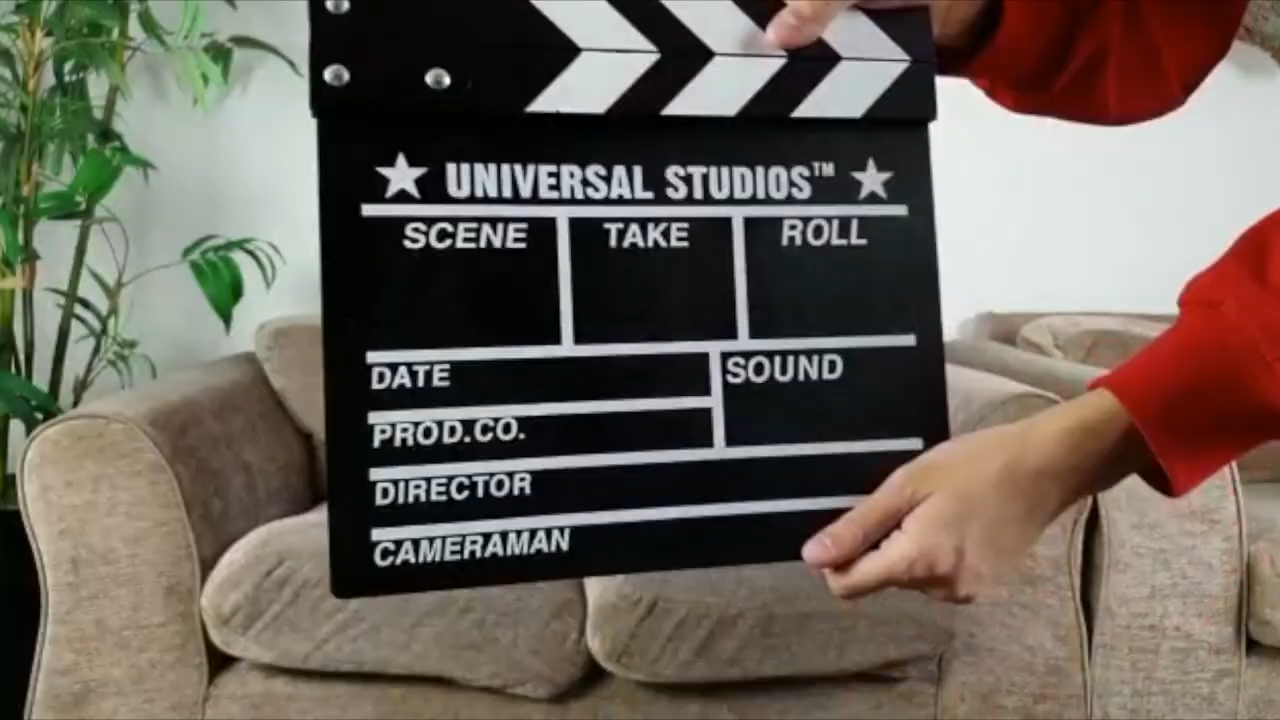 UNIVERSAL STUDIOS™
SCENE TAKE ROLL
DATE
SOUND
PROD.CO.
DIRECTOR
CAMERAMAN